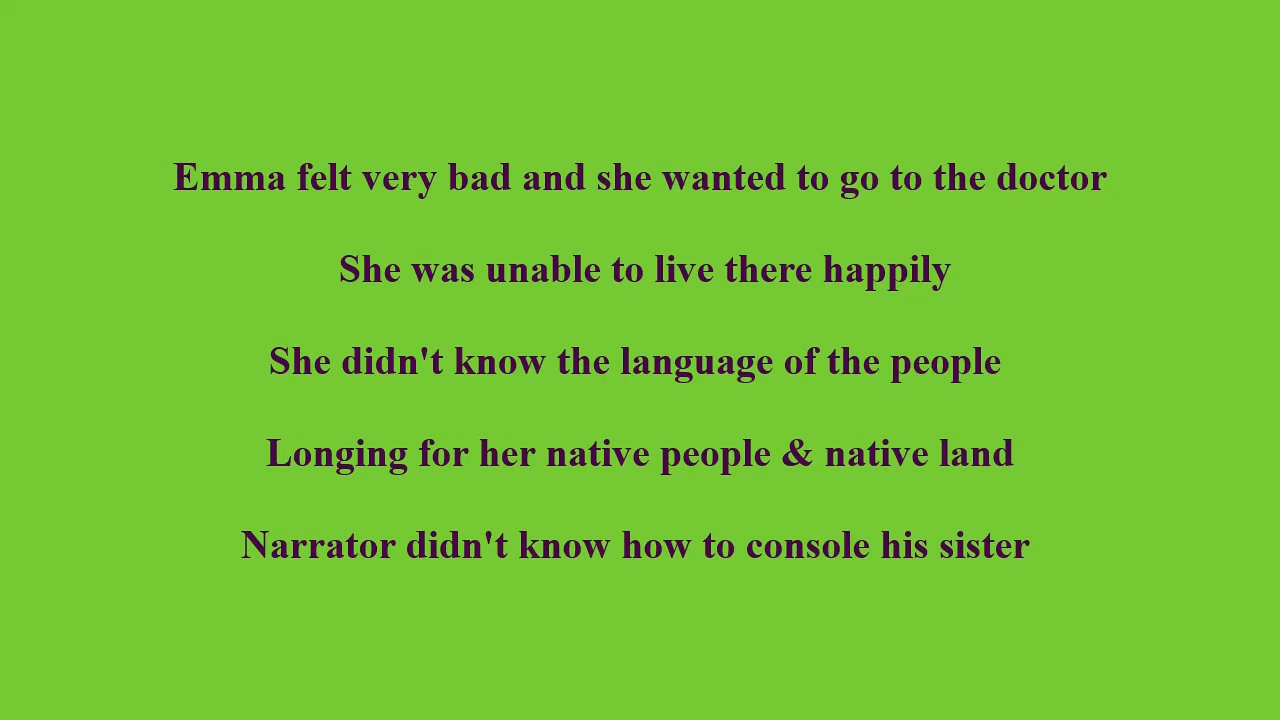 Emma felt very bad and she wanted to go to the doctor
She was unable to live there happily
She didn't know the language of the people
Longing for her native people & native land
Narrator didn't know how to console his sister